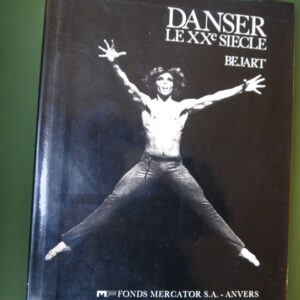 DANSER
LE XXe SIECLE
BEJART
FONDS MERCATOR S.A. - ANVERS